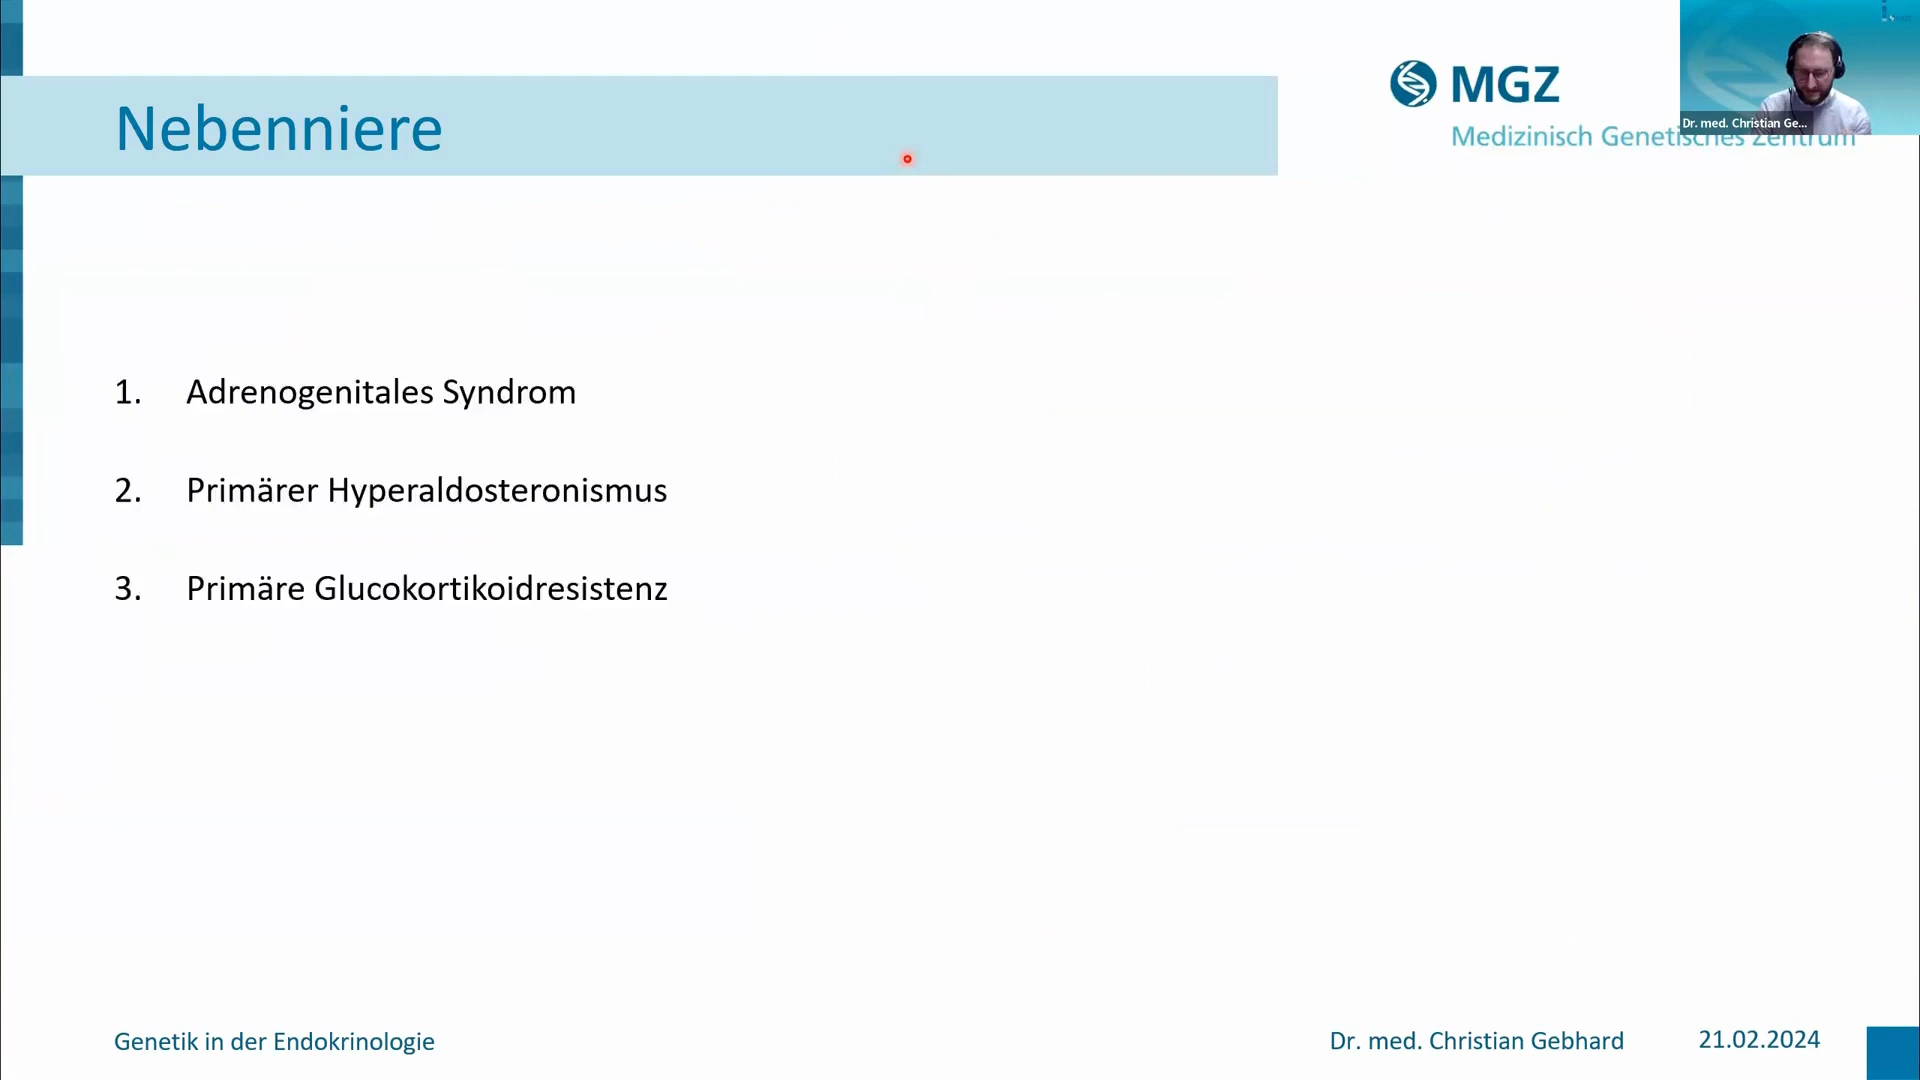 Nebenniere
MGZ
Medizinisch Genetisches Zentrum
Dr. med. Christian Ge...
1. Adrenogenitales Syndrom
2. Primärer Hyperaldosteronismus
3. Primäre Glucokortikoidresistenz
Genetik in der Endokrinologie
Dr. med. Christian Gebhard
21.02.2024